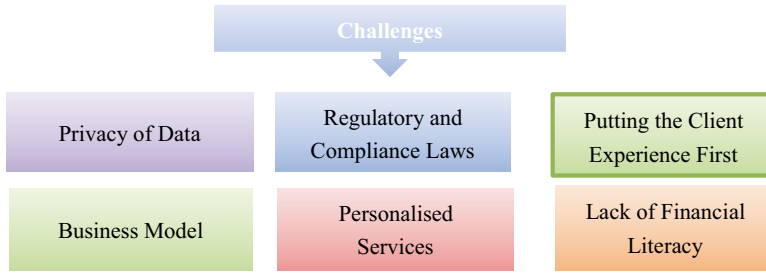 Challenges
Privacy of Data
Regulatory and
Compliance Laws
Putting the Client
Experience First
Business Model
Personalised
Services
Lack of Financial
Literacy